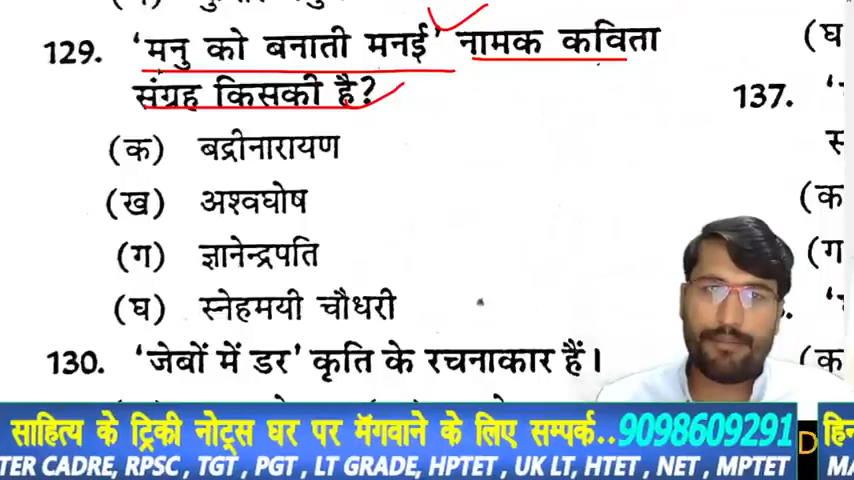 129. 'मनु को बनाती मनई' नामक कविता
संग्रह किसकी है?
(क) बद्रीनारायण
(ख) अश्वघोष
(ग) ज्ञानेन्द्रपति
(घ) स्नेहमयी चौधरी
130. 'जेबों में डर' कृति के रचनाकार हैं।
(घ
137.
स
(क
(ग
(क
साहित्य के ट्रिकी नोट्स घर पर मॅगवाने के लिए सम्पर्क..9098609291
TER CADRE, RPSC , TGT , PGT , LT GRADE, HPTET , UK LT, HTET , NET , MPTET
D
हिन
MA